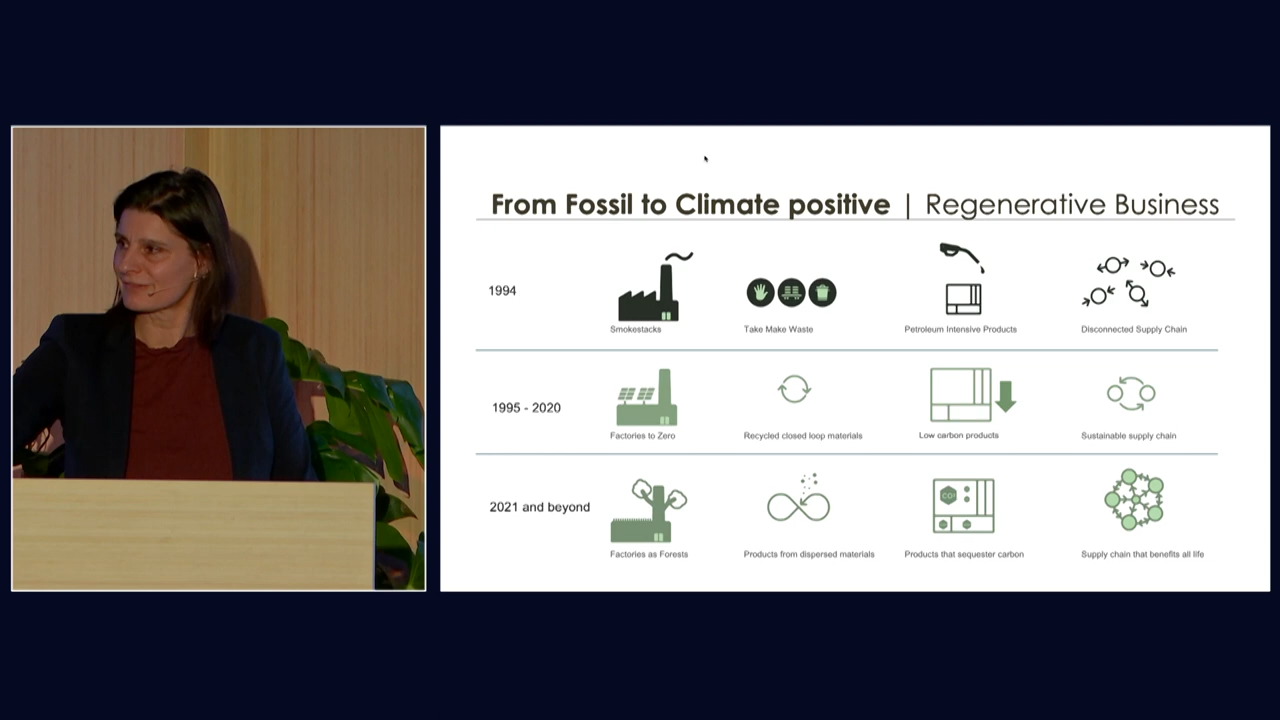 From Fossil to Climate positive | Regenerative Business
1994
Smokestacks
Take Make Waste
Petroleum Intensive Products
Disconnected Supply Chain
1995 - 2020
Factories to Zero
Recycled closed loop materials
Low carbon products
Sustainable supply chain
2021 and beyond
CO²
Factories as Forests
Products from dispersed materials
Products that sequester carbon
Supply chain that benefits all life